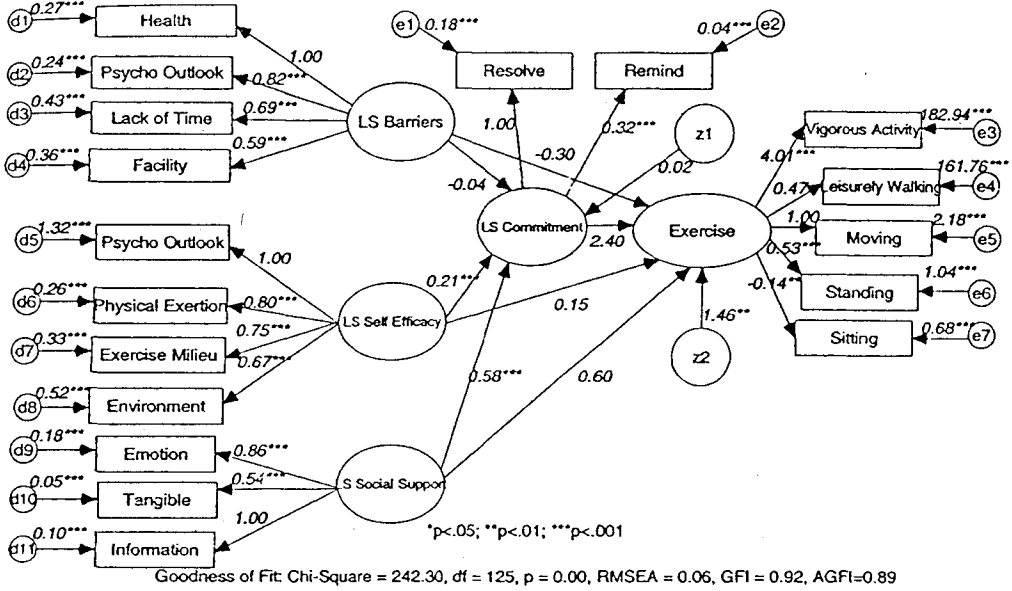 d1 0.27*** Health
1.00
d2 0.24*** Psycho Outlook
0.82***
d3 0.43*** Lack of Time
0.69***
d4 0.36*** Facility
0.59***
LS Barriers
e1 0.18*** Resolve
1.00
Remind 0.04*** e2
0.32***
z1
0.02
-0.30
-0.04
LS Commitment
2.40
Exercise
Vigorous Activity 182.94*** e3
4.01***
Leisurely Walking 161.76*** e4
0.47
Moving 2.18*** e5
1.00
Standing 1.04*** e6
0.53***
Sitting 0.68*** e7
-0.14**
d5 1.32*** Psycho Outlook
1.00
d6 0.26*** Physical Exertion
0.80***
d7 0.33*** Exercise Milieu
0.75***
d8 0.52*** Environment
0.67***
LS Self Efficacy
0.21***
0.15
1.46**
z2
d9 0.18*** Emotion
0.86***
d10 0.05*** Tangible
0.54***
d11 0.10*** Information
1.00
S Social Suppor
0.58***
0.60
*p<.05; **p<.01; ***p<.001
Goodness of Fit: Chi-Square = 242.30, df = 125, p = 0.00, RMSEA = 0.06, GFI = 0.92, AGFI=0.89